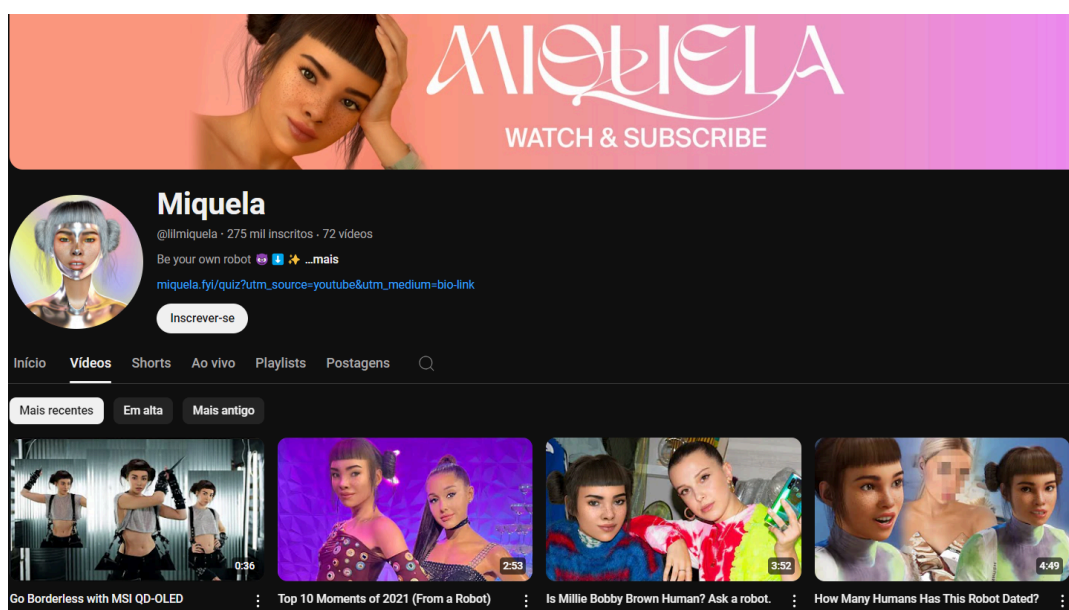 MIQUELA
WATCH & SUBSCRIBE
Miquela
@lilmiquela · 275 mil inscritos · 72 vídeos
Be your own robot 😈 ⬇️ ✨ ...mais
miquela.fyi/quiz?utm_source=youtube&utm_medium=bio-link
Inscrever-se
Início Vídeos Shorts Ao vivo Playlists Postagens
Mais recentes Em alta Mais antigo
0:36 2:53 3:52 4:49
Go Borderless with MSI QD-OLED Top 10 Moments of 2021 (From a Robot) Is Millie Bobby Brown Human? Ask a robot. How Many Humans Has This Robot Dated?